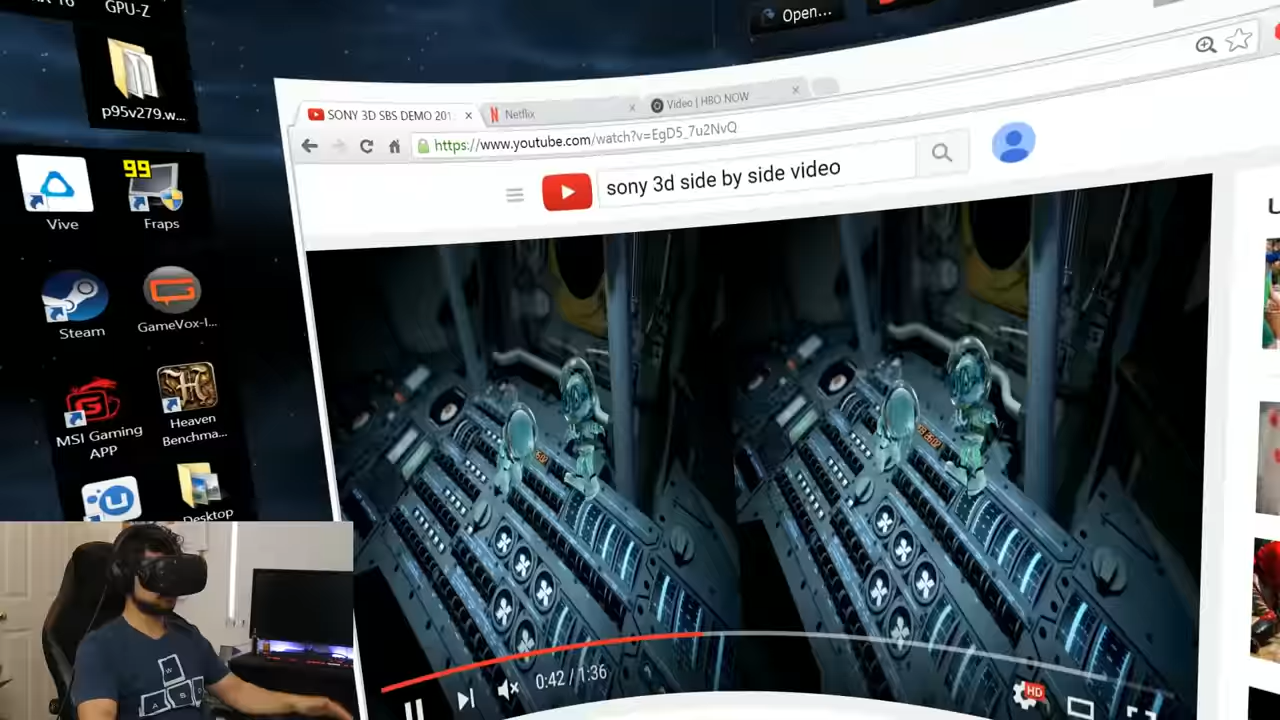 GPU-Z
Open...
p95v279.w...
SONY 3D SBS DEMO 201
Netflix
Video | HBO NOW
https://www.youtube.com/watch?v=EgD5_7u2NvQ
sony 3d side by side video
99
Vive
Fraps
Steam
GameVox-I...
MSI Gaming
APP
Heaven
Benchma...
Desktop
0:42 / 1:36
HD
W
A S D